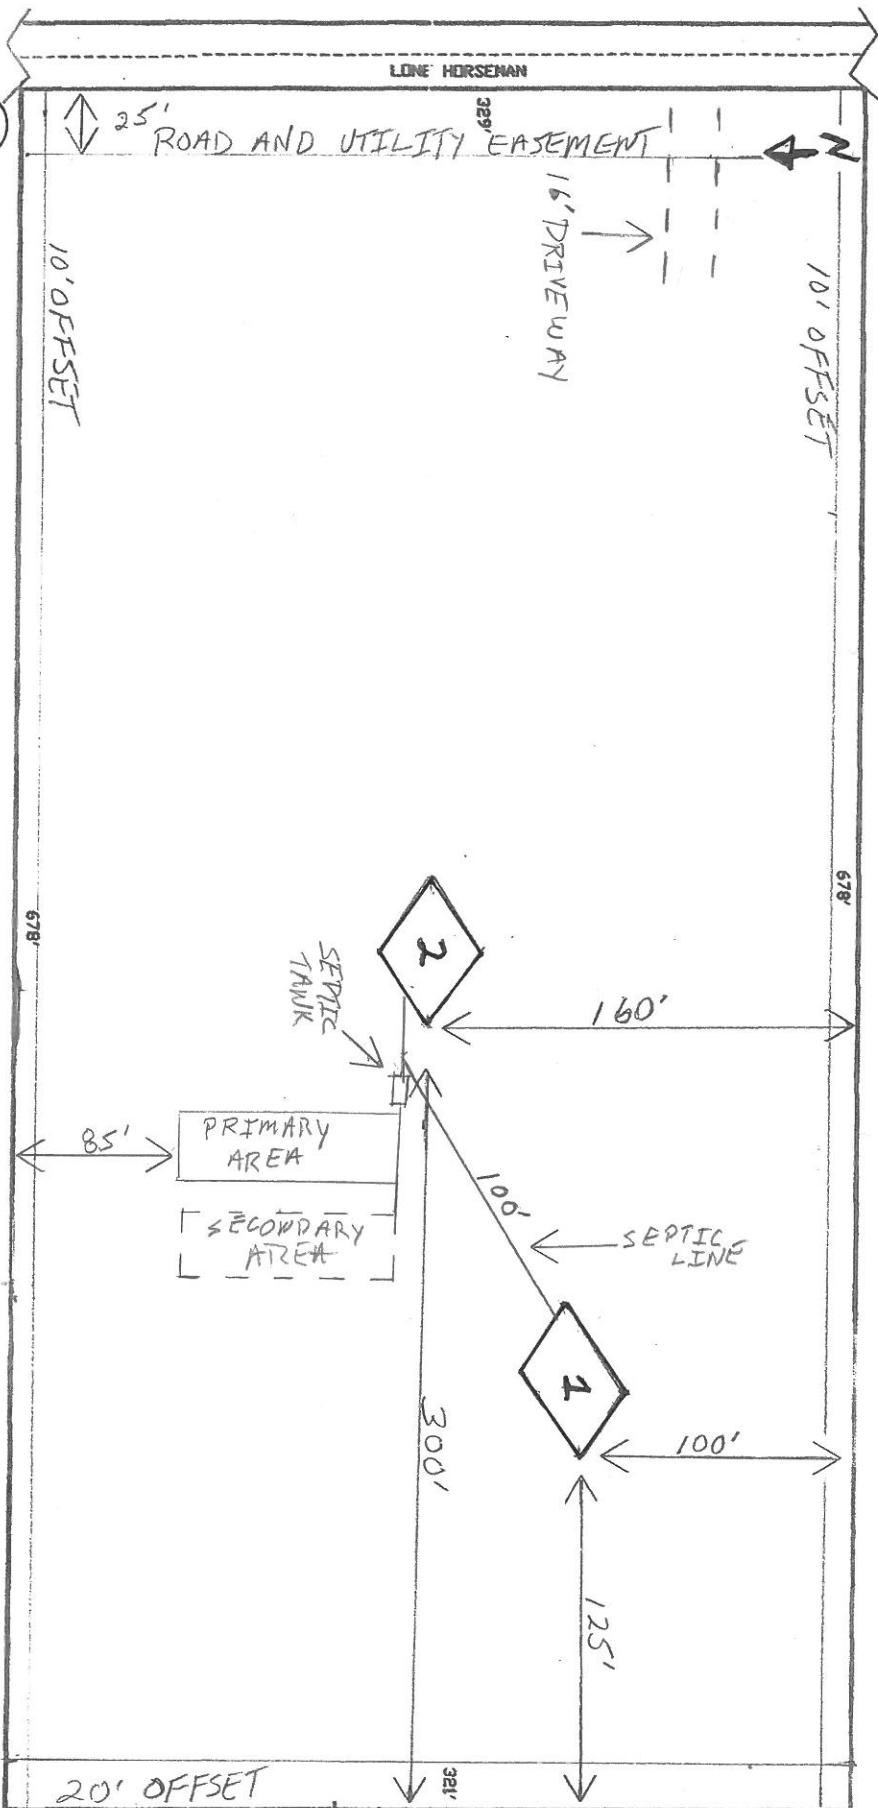 LONE HORSEMAN
25'
329'
ROAD AND UTILITY EASEMENT
N
16' DRIVEWAY
10' OFFSET
10' OFFSET
678'
678'
2
160'
SEPTIC
TANK
85'
PRIMARY
AREA
100'
SECONDARY
AREA
SEPTIC
LINE
1
300'
100'
125'
20' OFFSET
321'